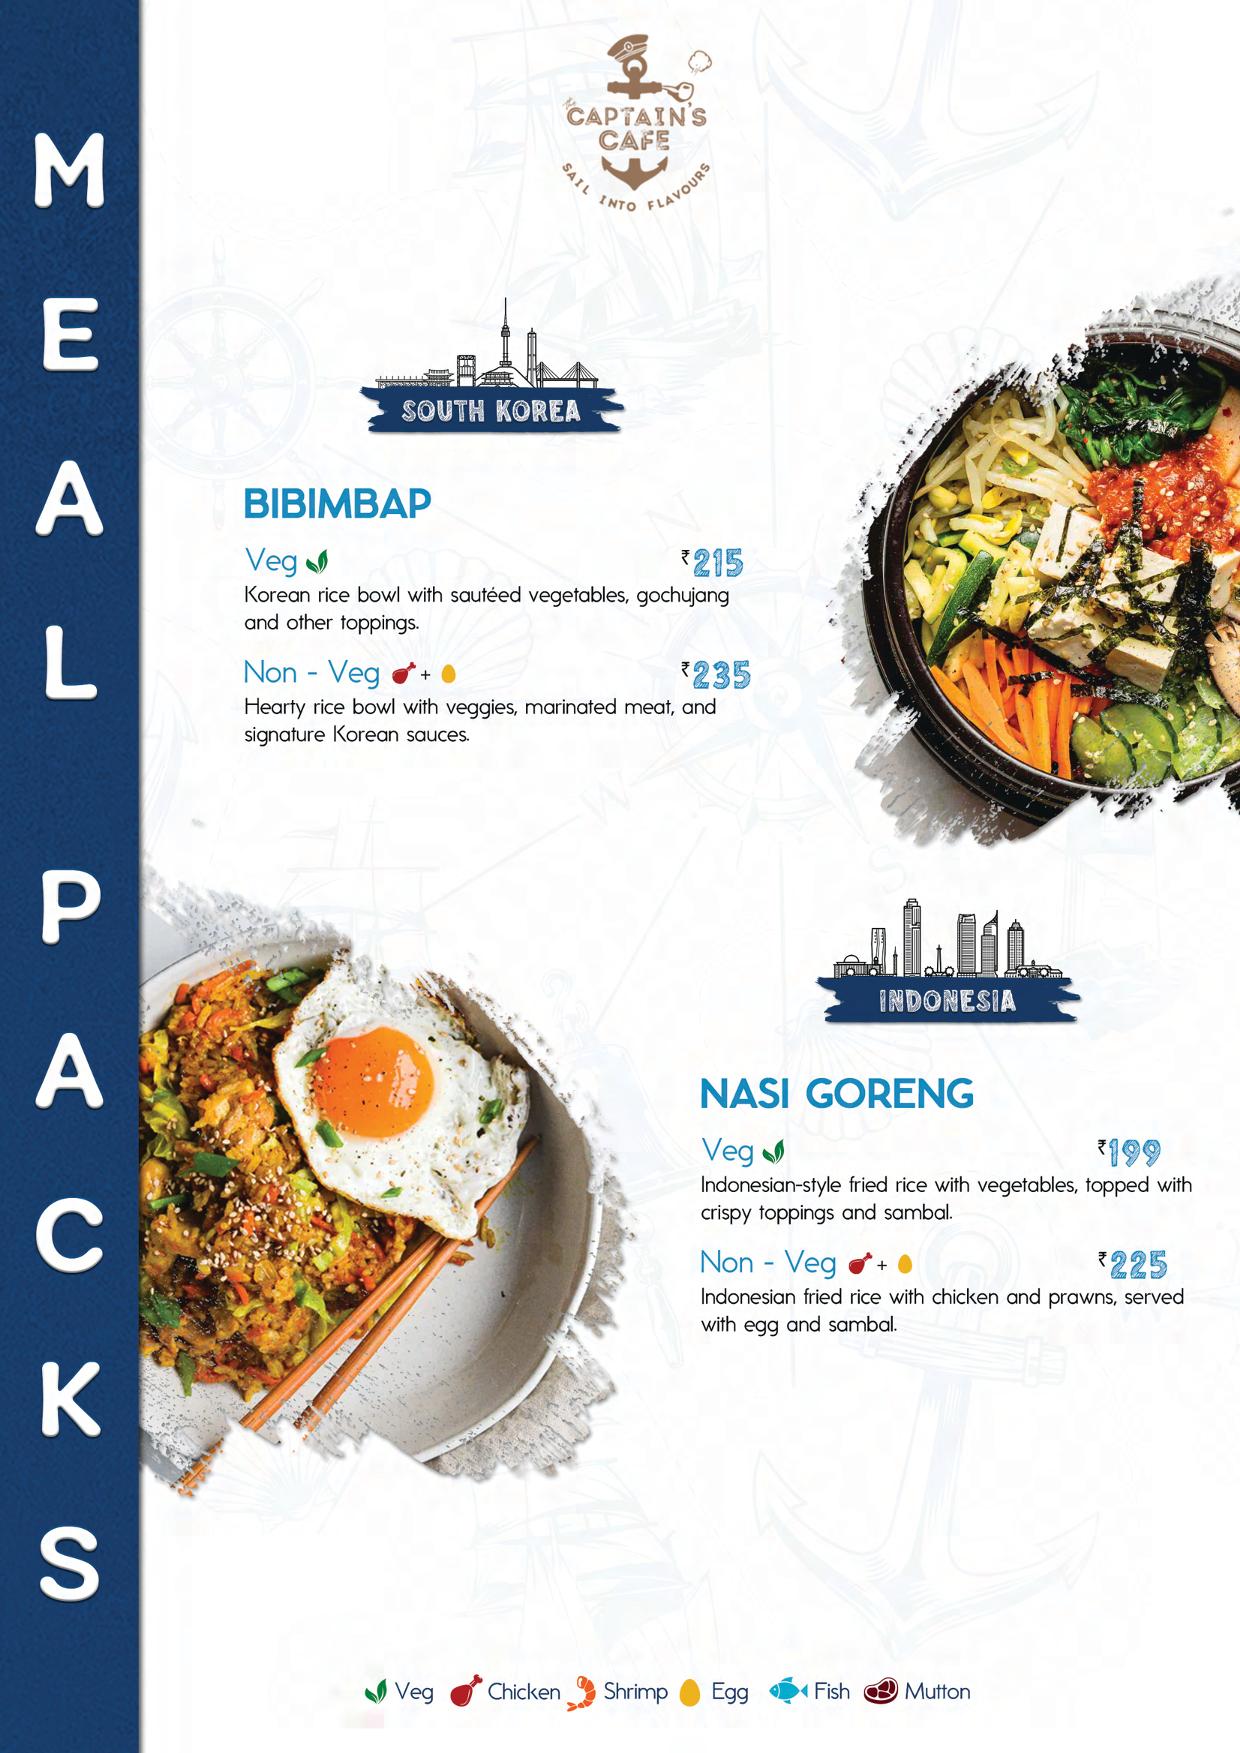 The
CAPTAIN'S
CAFE
SAIL INTO FLAVOURS
MEAL PACKS
SOUTH KOREA
BIBIMBAP
Veg ₹215
Korean rice bowl with sautéed vegetables, gochujang
and other toppings.
Non - Veg + ₹235
Hearty rice bowl with veggies, marinated meat, and
signature Korean sauces.
INDONESIA
NASI GORENG
Veg ₹199
Indonesian-style fried rice with vegetables, topped with
crispy toppings and sambal.
Non - Veg + ₹225
Indonesian fried rice with chicken and prawns, served
with egg and sambal.
Veg Chicken Shrimp Egg Fish Mutton